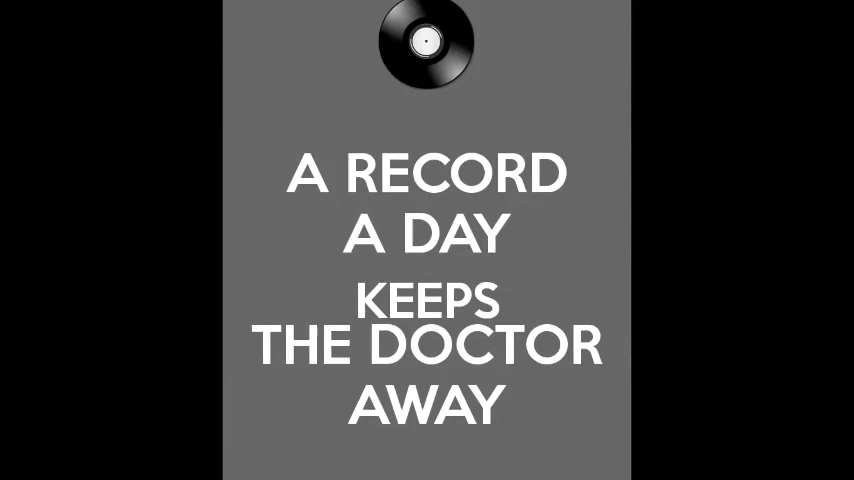 A RECORD
A DAY
KEEPS
THE DOCTOR
AWAY